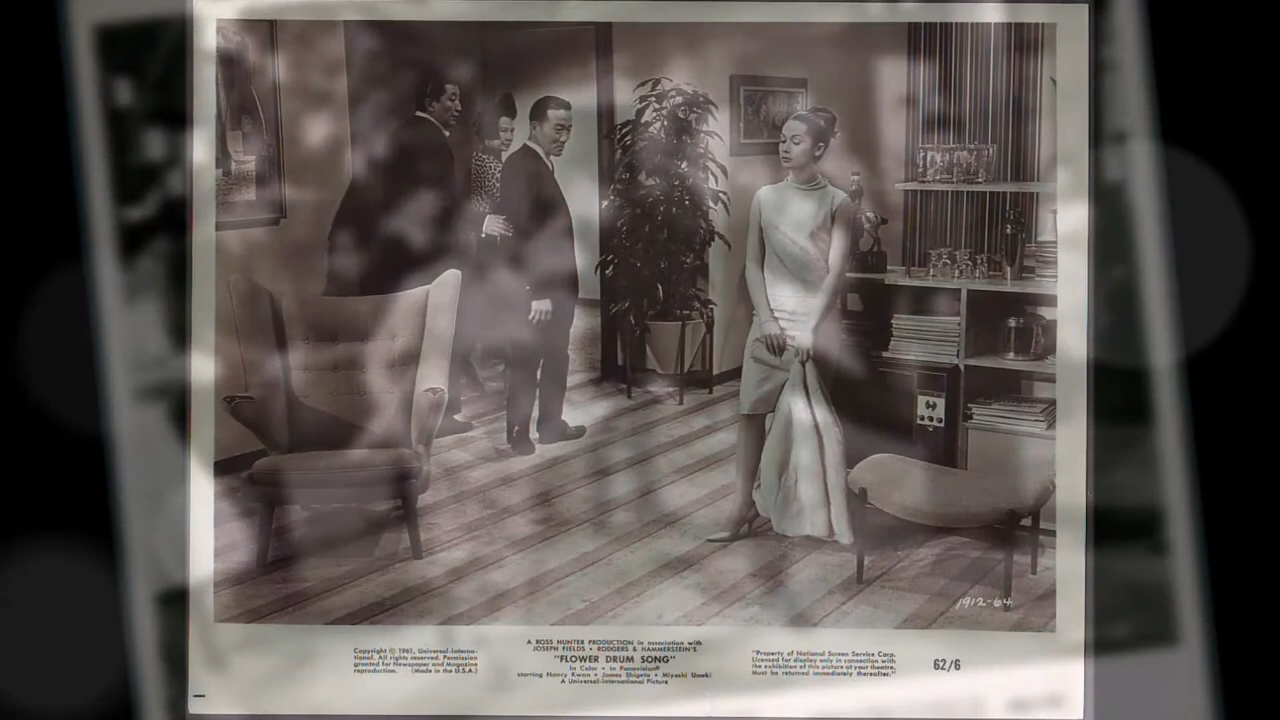 1912-64
Copyright © 1961, Universal-Interna-
tional. All rights reserved. Permission
granted for Newspaper and Magazine
reproduction. (Made in the U.S.A.)
A ROSS HUNTER PRODUCTION in association with
JOSEPH FIELDS • RODGERS & HAMMERSTEIN'S
"FLOWER DRUM SONG"
In Color • In Panavision®
starring Nancy Kwan • James Shigeta • Miyoshi Umeki
A Universal-International Picture
"Property of National Screen Service Corp.
Licensed for display only in connection with
the exhibition of this picture at your theatre.
Must be returned immediately thereafter."
62/6